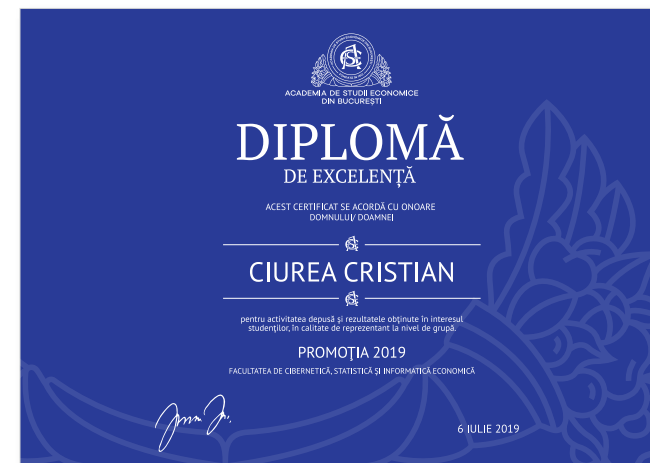 ACADEMIA DE STUDII ECONOMICE
DIN BUCUREȘTI
DIPLOMĂ
DE EXCELENȚĂ
ACEST CERTIFICAT SE ACORDĂ CU ONOARE
DOMNULUI/ DOAMNEI
CIUREA CRISTIAN
pentru activitatea depusă și rezultatele obținute în interesul
studenților, în calitate de reprezentant la nivel de grupă.
PROMOȚIA 2019
FACULTATEA DE CIBERNETICĂ, STATISTICĂ ȘI INFORMATICĂ ECONOMICĂ
6 IULIE 2019